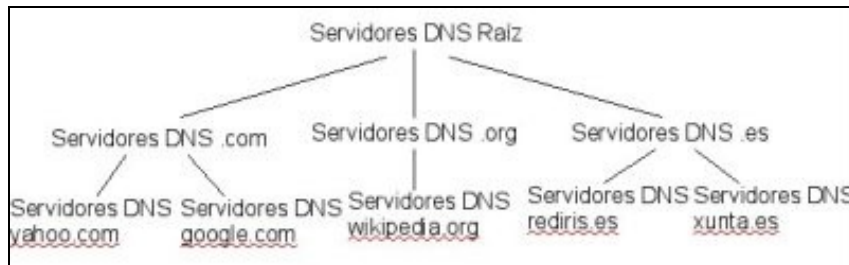 Servidores DNS Raíz
Servidores DNS .com
Servidores DNS .org
Servidores DNS .es
Servidores DNS
yahoo.com
Servidores DNS
google.com
Servidores DNS
wikipedia.org
Servidores DNS
rediris.es
Servidores DNS
xunta.es